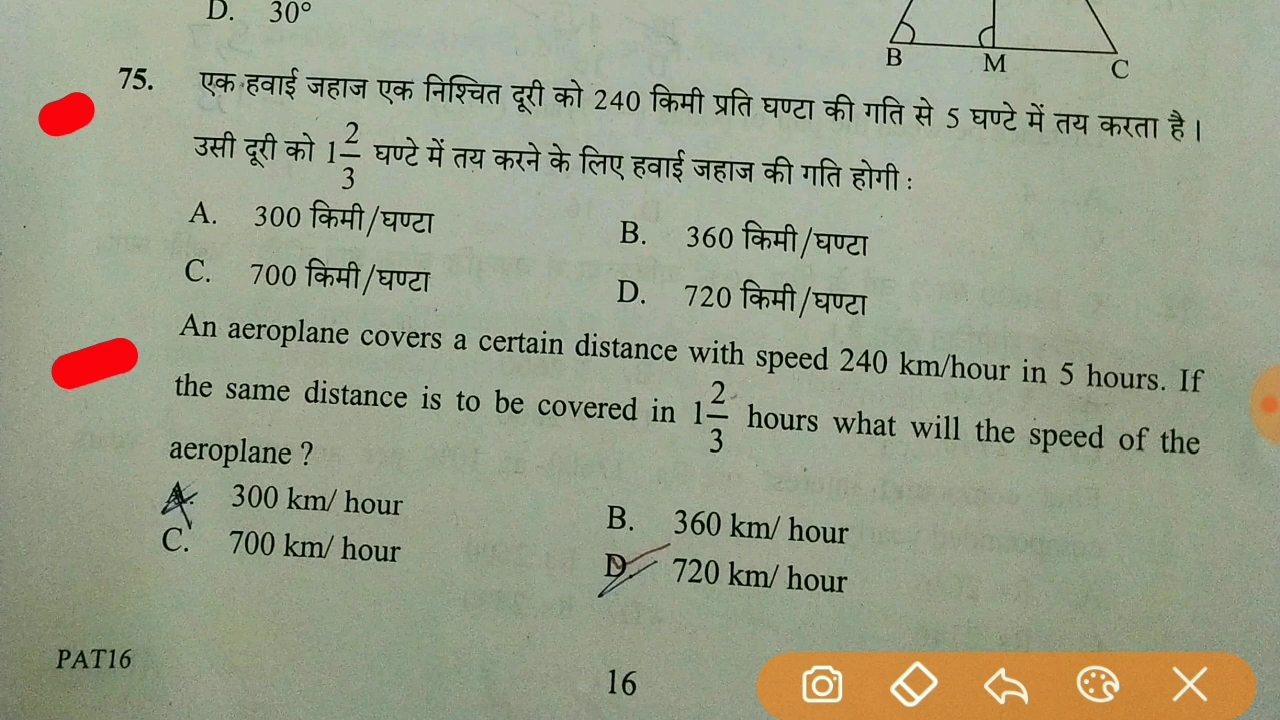 D. 30°
B M C
75. एक हवाई जहाज एक निश्चित दूरी को 240 किमी प्रति घण्टा की गति से 5 घण्टे में तय करता है।
उसी दूरी को 1 2/3 घण्टे में तय करने के लिए हवाई जहाज की गति होगी :
A. 300 किमी/घण्टा B. 360 किमी/घण्टा
C. 700 किमी/घण्टा D. 720 किमी/घण्टा
An aeroplane covers a certain distance with speed 240 km/hour in 5 hours. If
the same distance is to be covered in 1 2/3 hours what will the speed of the
aeroplane ?
A. 300 km/ hour B. 360 km/ hour
C. 700 km/ hour D. 720 km/ hour
PAT16 16